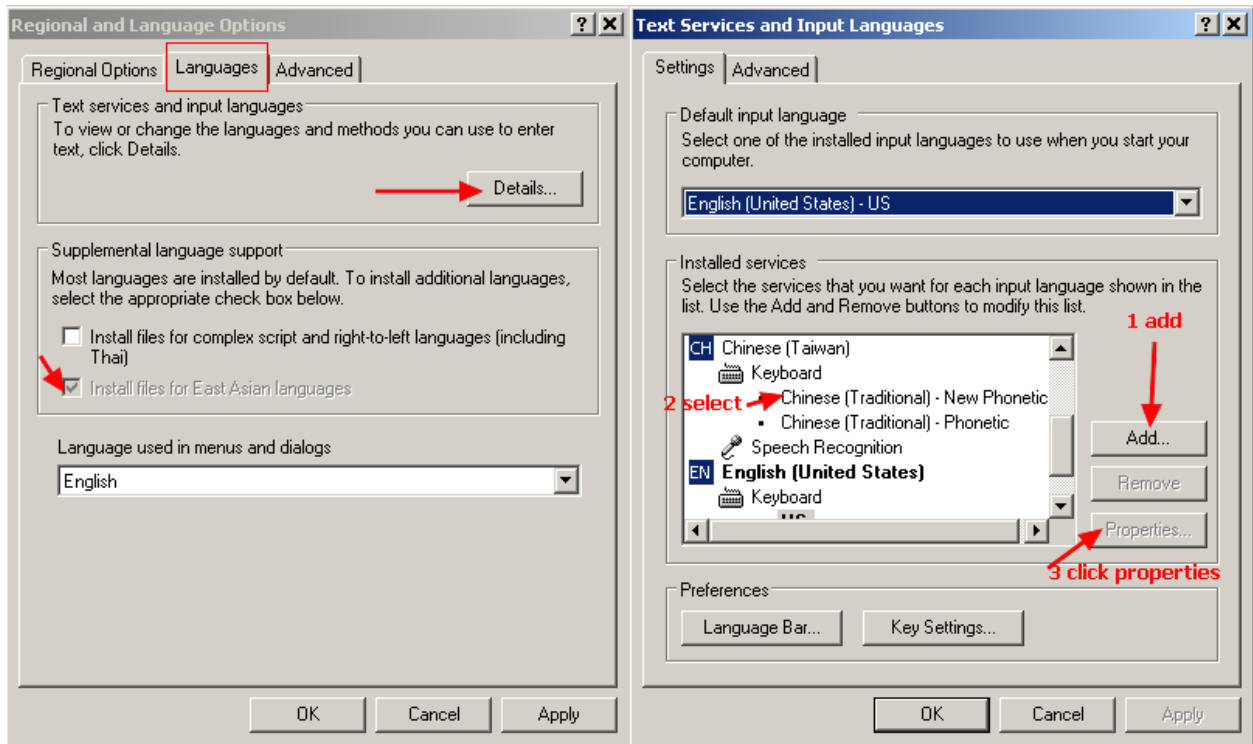 Regional and Language Options
Regional Options
Languages
Advanced
Text services and input languages
To view or change the languages and methods you can use to enter
text, click Details.
Details...
Supplemental language support
Most languages are installed by default. To install additional languages,
select the appropriate check box below.
Install files for complex script and right-to-left languages (including
Thai)
Install files for East Asian languages
Language used in menus and dialogs
English
OK
Cancel
Apply
Text Services and Input Languages
Settings
Advanced
Default input language
Select one of the installed input languages to use when you start your
computer.
English (United States) - US
Installed services
Select the services that you want for each input language shown in the
list. Use the Add and Remove buttons to modify this list.
1 add
CH Chinese (Taiwan)
Keyboard
2 select
Chinese (Traditional) - New Phonetic
Chinese (Traditional) - Phonetic
Speech Recognition
EN English (United States)
Keyboard
US
Add...
Remove
Properties...
3 click properties
Preferences
Language Bar...
Key Settings...
OK
Cancel
Apply